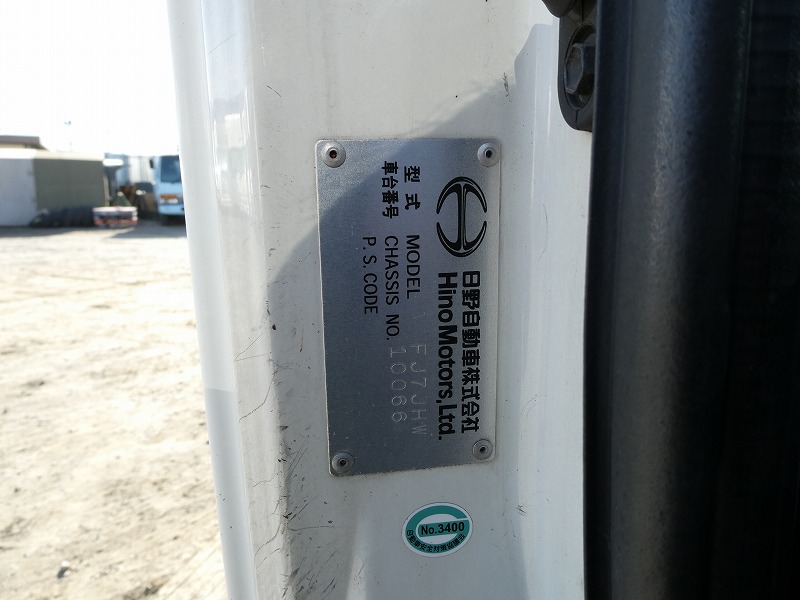 日野自動車株式会社
Hino Motors, Ltd.
型式 MODEL FJ7JHW
車台番号 CHASSIS NO. 10066
P.S.CODE
No.3400